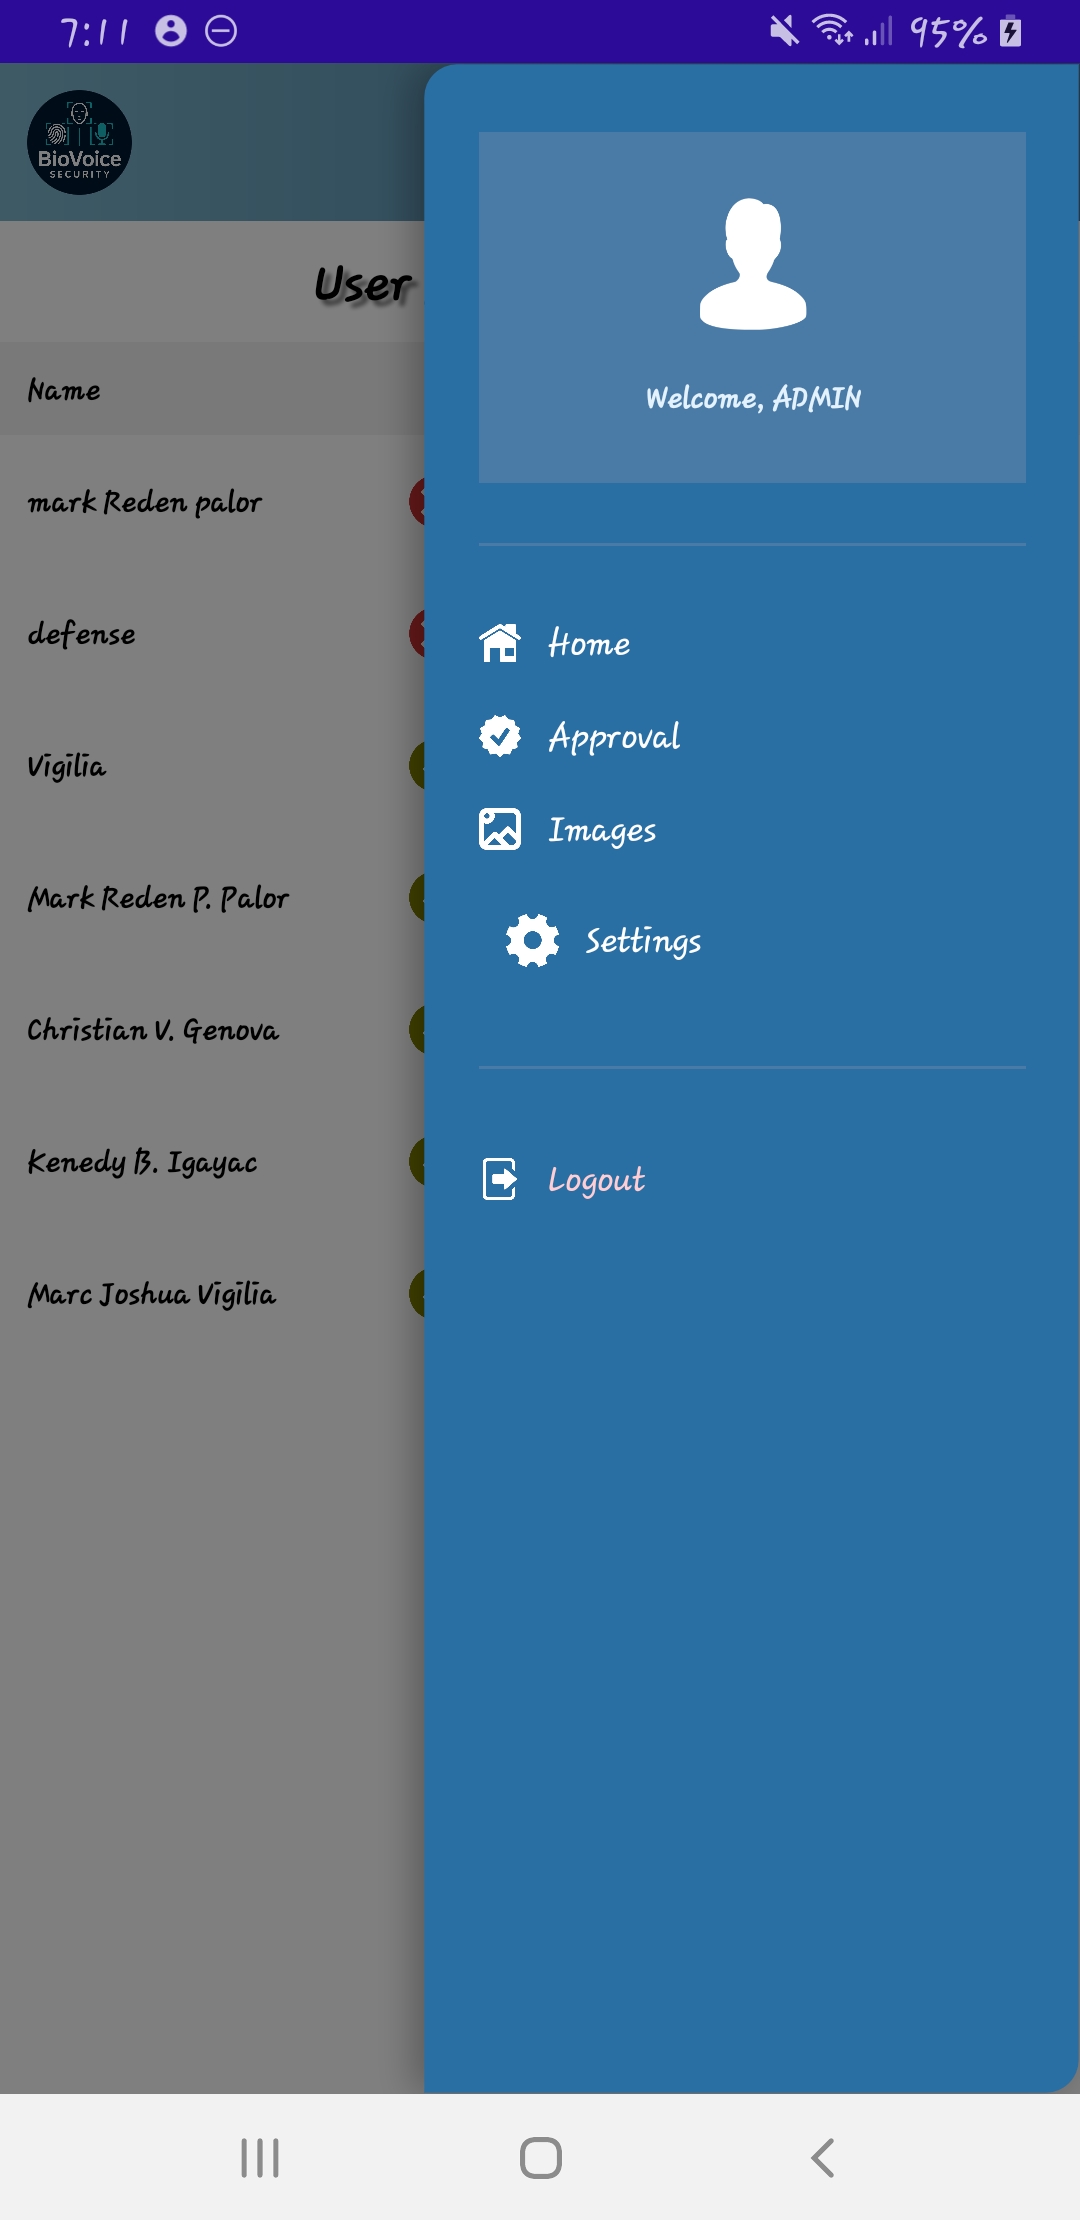 7:11
95%
BioVoice
SECURITY
User
Name
mark Reden palor
defense
Vigilia
Mark Reden P. Palor
Christian V. Genova
Kenedy B. Igayac
Marc Joshua Vigilia
Welcome, ADMIN
Home
Approval
Images
Settings
Logout